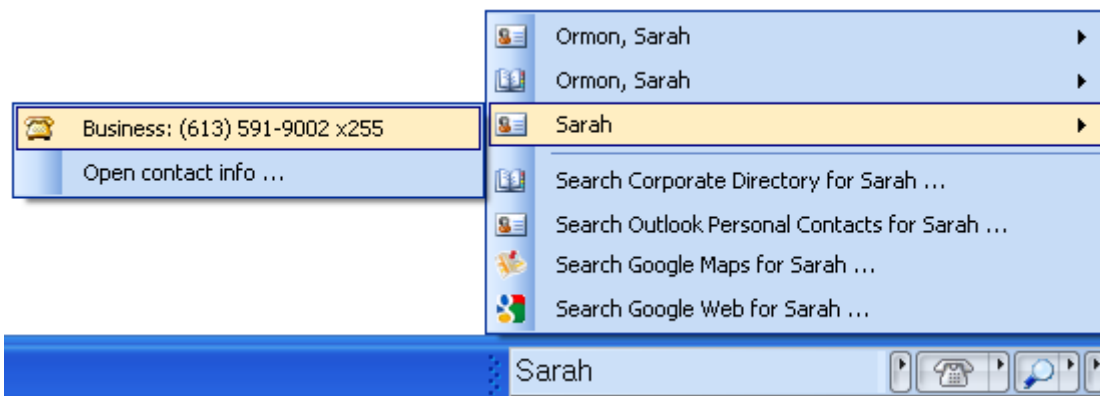 Ormon, Sarah
Ormon, Sarah
Sarah
Business: (613) 591-9002 x255
Open contact info ...
Search Corporate Directory for Sarah ...
Search Outlook Personal Contacts for Sarah ...
Search Google Maps for Sarah ...
Search Google Web for Sarah ...
Sarah